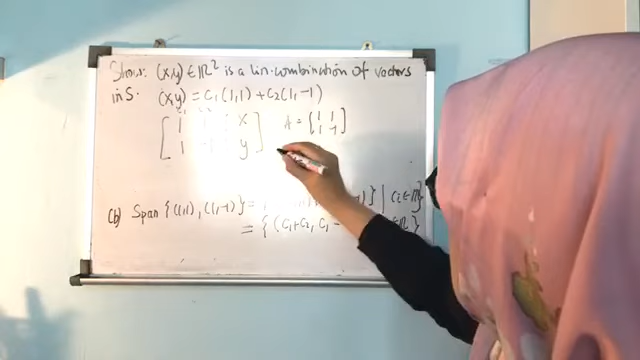 Show: (x,y) ∈ ℝ² is a lin. combination of vectors
in S. (x,y) = C₁(1,1) + C₂(1,-1)
C₁
[1 1 : x
1 -1 : y] A = [1 1
1 -1]
(b) Span {(1,1), (1,-1)} = { | Ci ∈ ℝ}
= {(C₁+C₂, C₁-